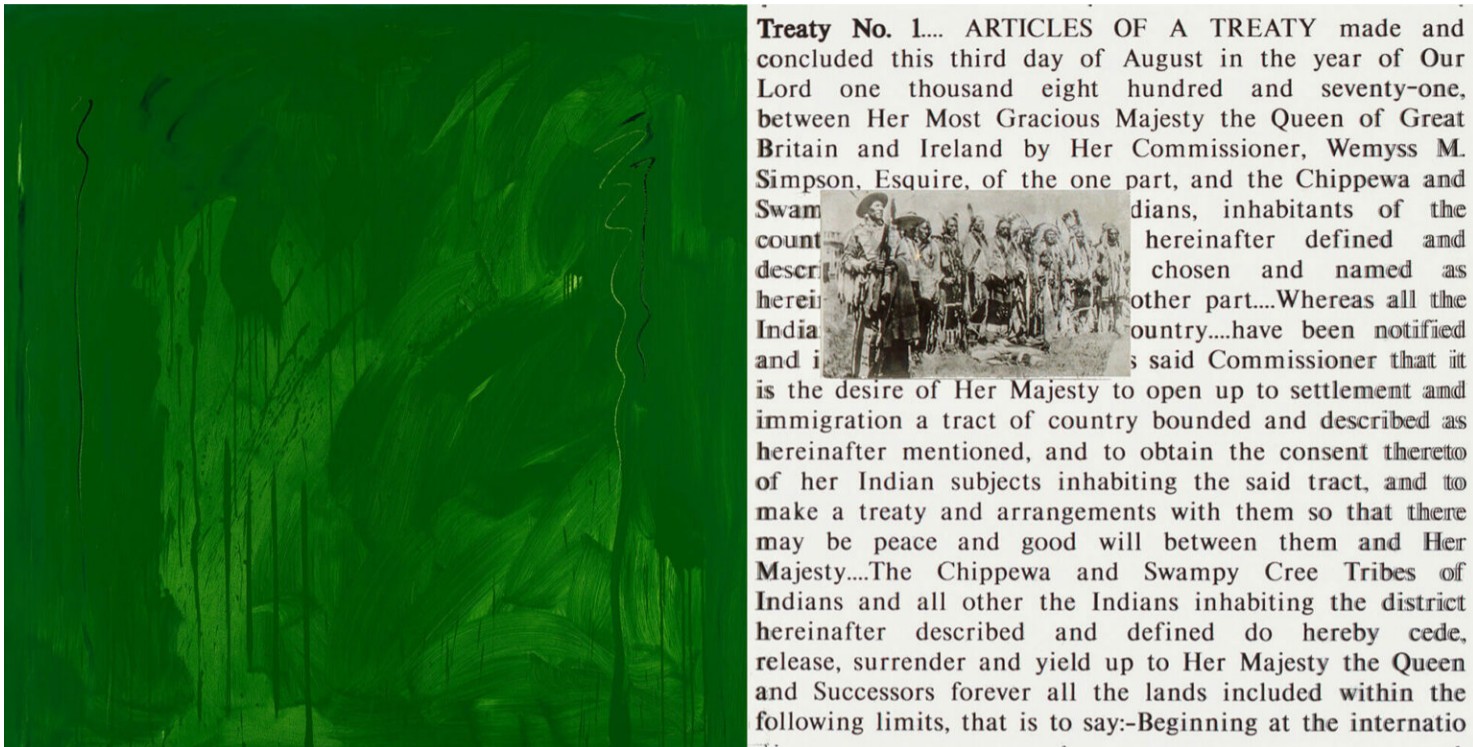 Treaty No. 1.... ARTICLES OF A TREATY made and
concluded this third day of August in the year of Our
Lord one thousand eight hundred and seventy-one,
between Her Most Gracious Majesty the Queen of Great
Britain and Ireland by Her Commissioner, Wemyss M.
Simpson, Esquire, of the one part, and the Chippewa and
Swam dians, inhabitants of the
count hereinafter defined and
descri chosen and named as
herei other part....Whereas all the
India ountry....have been notified
and i s said Commissioner that it
is the desire of Her Majesty to open up to settlement and
immigration a tract of country bounded and described as
hereinafter mentioned, and to obtain the consent thereto
of her Indian subjects inhabiting the said tract, and to
make a treaty and arrangements with them so that there
may be peace and good will between them and Her
Majesty....The Chippewa and Swampy Cree Tribes of
Indians and all other the Indians inhabiting the district
hereinafter described and defined do hereby cede,
release, surrender and yield up to Her Majesty the Queen
and Successors forever all the lands included within the
following limits, that is to say:-Beginning at the internatio